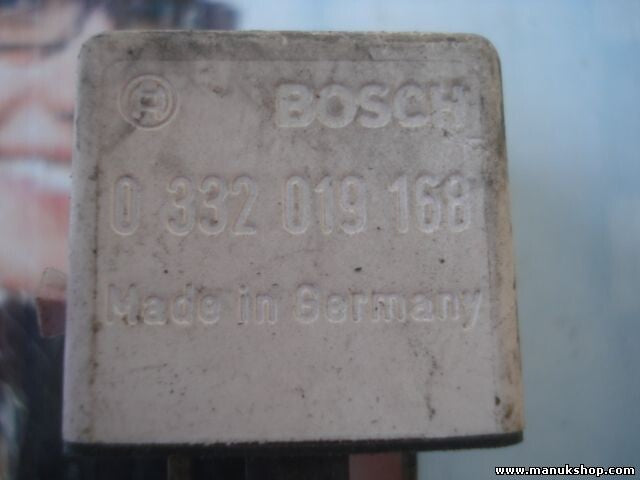 BOSCH
0 332 019 168
Made in Germany
www.manukshop.com